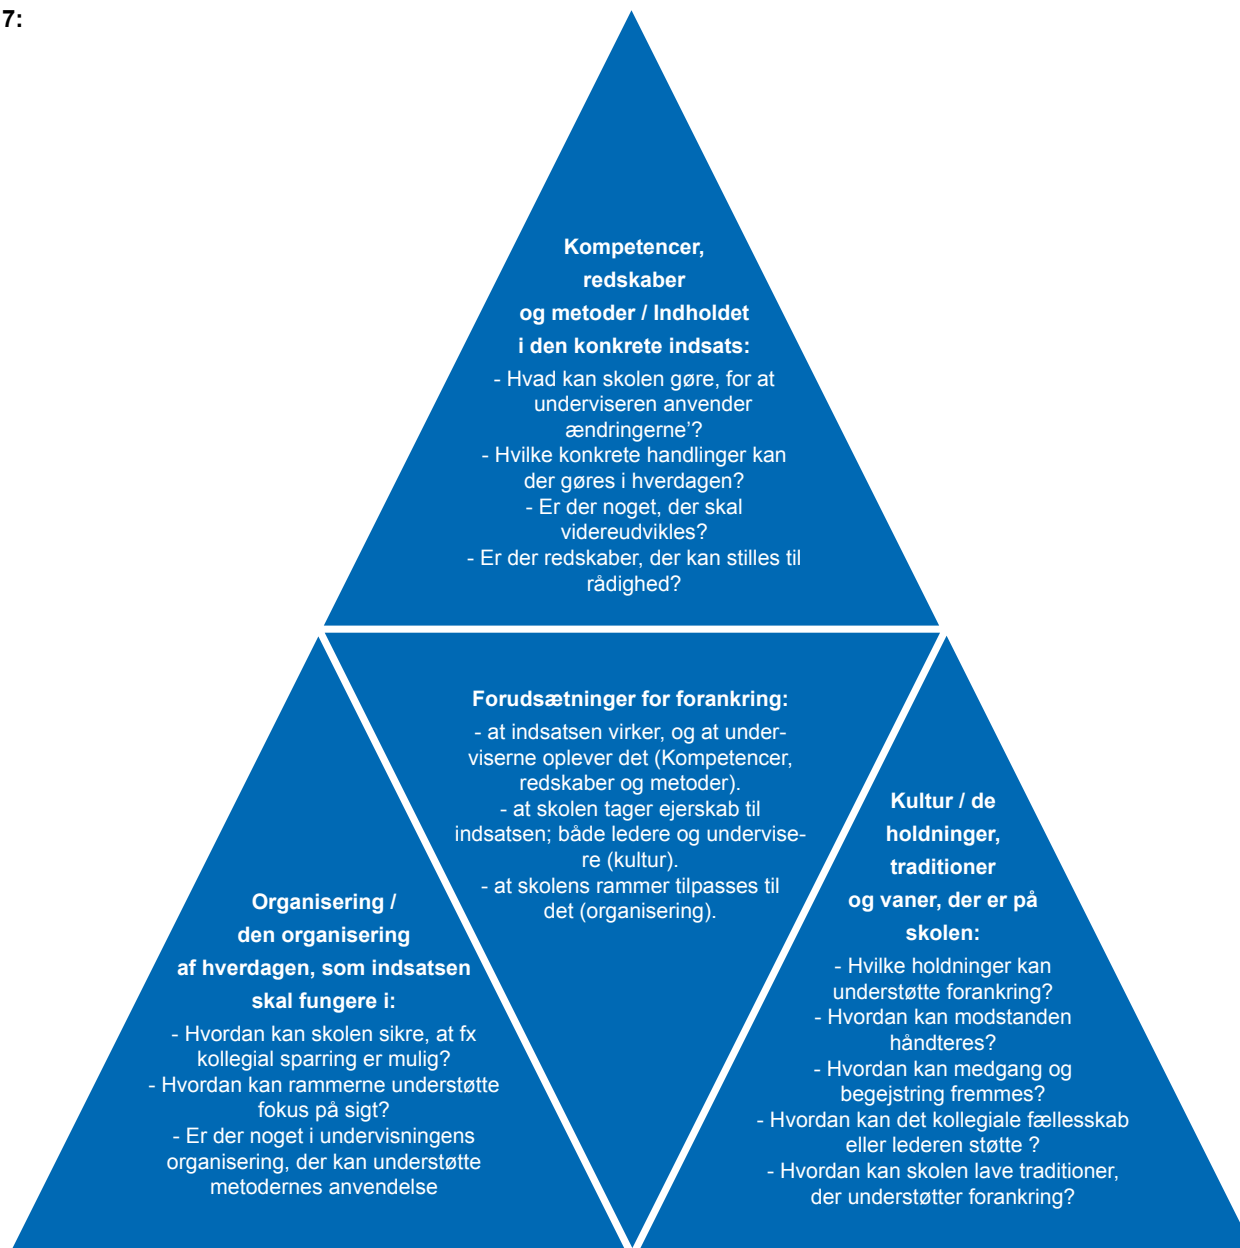 7:
Kompetencer,
redskaber
og metoder / Indholdet
i den konkrete indsats:
- Hvad kan skolen gøre, for at
underviseren anvender
ændringerne’?
- Hvilke konkrete handlinger kan
der gøres i hverdagen?
- Er der noget, der skal
videreudvikles?
- Er der redskaber, der kan stilles til
rådighed?
Forudsætninger for forankring:
- at indsatsen virker, og at under-
viserne oplever det (Kompetencer,
redskaber og metoder).
- at skolen tager ejerskab til
indsatsen; både ledere og undervise-
re (kultur).
- at skolens rammer tilpasses til
det (organisering).
Organisering /
den organisering
af hverdagen, som indsatsen
skal fungere i:
- Hvordan kan skolen sikre, at fx
kollegial sparring er mulig?
- Hvordan kan rammerne understøtte
fokus på sigt?
- Er der noget i undervisningens
organisering, der kan understøtte
metodernes anvendelse
Kultur / de
holdninger,
traditioner
og vaner, der er på
skolen:
- Hvilke holdninger kan
understøtte forankring?
- Hvordan kan modstanden
håndteres?
- Hvordan kan medgang og
begejstring fremmes?
- Hvordan kan det kollegiale fællesskab
eller lederen støtte ?
- Hvordan kan skolen lave traditioner,
der understøtter forankring?